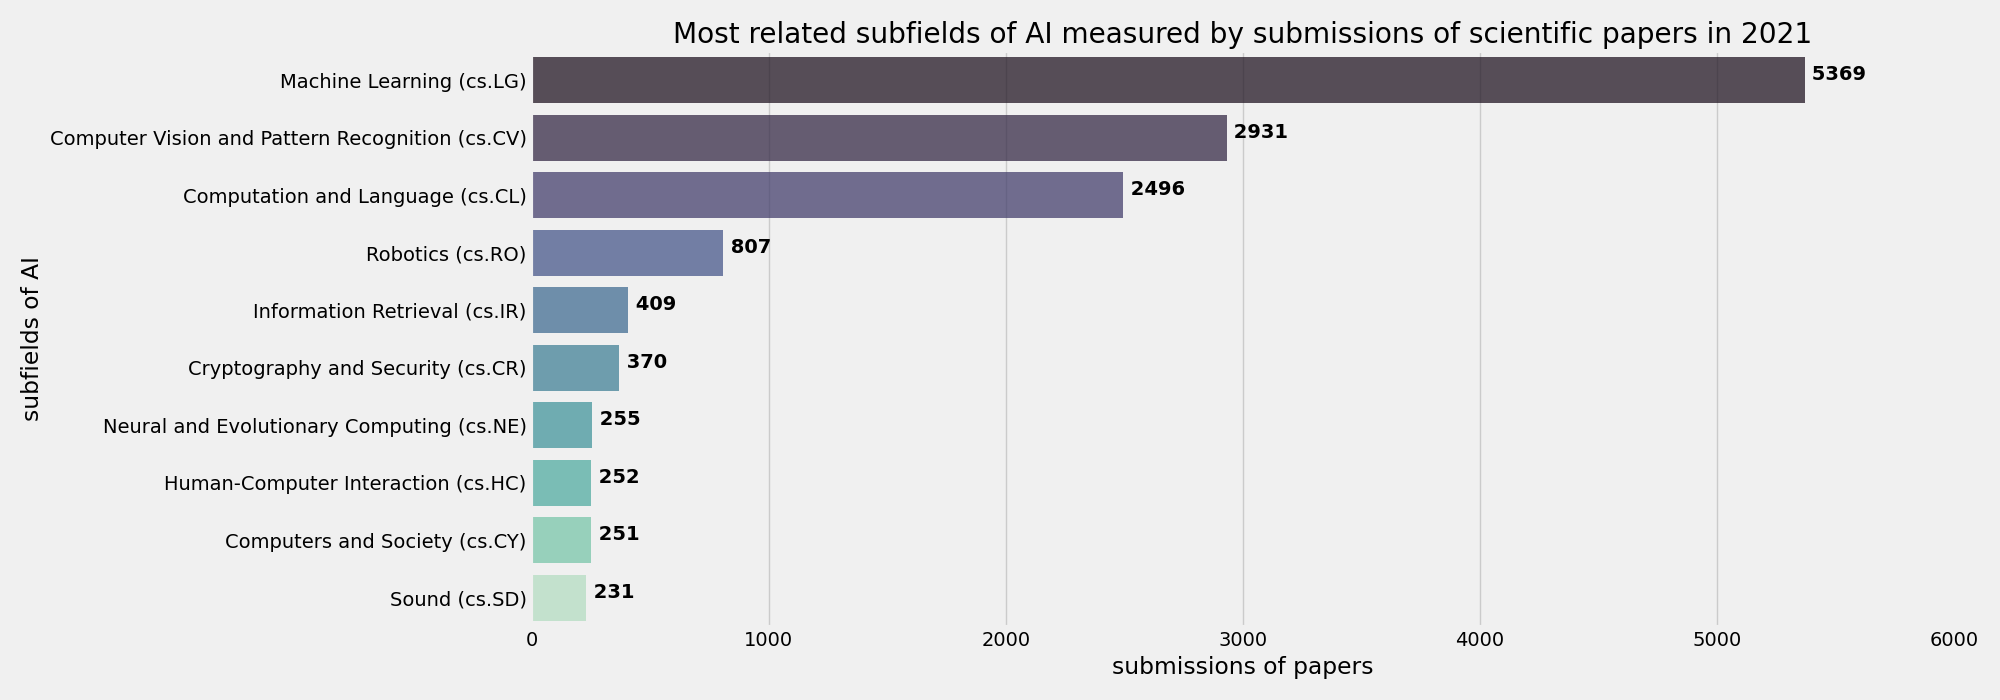 Most related subfields of AI measured by submissions of scientific papers in 2021
Machine Learning (cs.LG) 5369
Computer Vision and Pattern Recognition (cs.CV) 2931
Computation and Language (cs.CL) 2496
Robotics (cs.RO) 807
Information Retrieval (cs.IR) 409
Cryptography and Security (cs.CR) 370
Neural and Evolutionary Computing (cs.NE) 255
Human-Computer Interaction (cs.HC) 252
Computers and Society (cs.CY) 251
Sound (cs.SD) 231
subfields of AI
0 1000 2000 3000 4000 5000 6000
submissions of papers